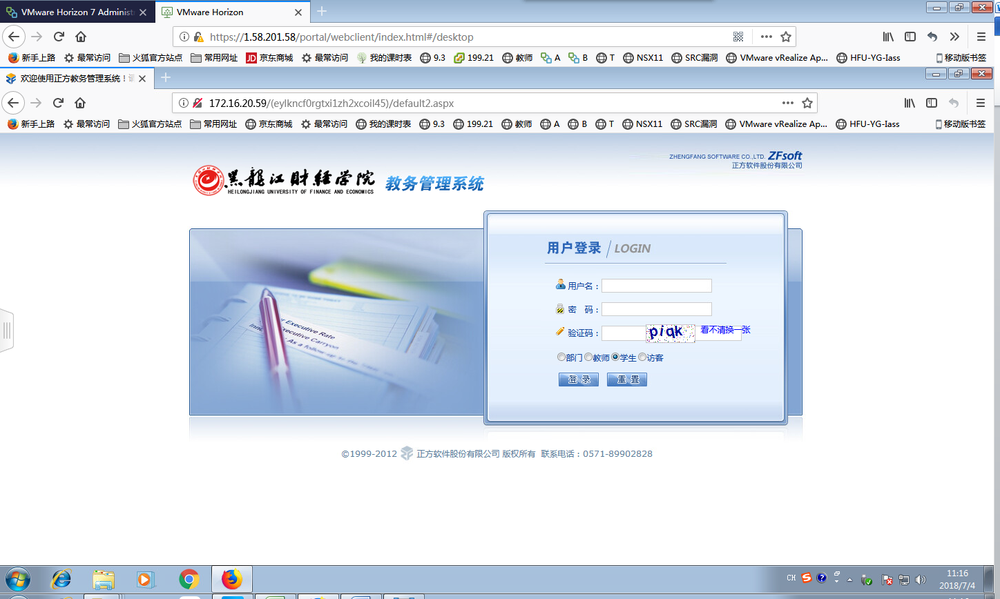 VMware Horizon 7 Administr
VMware Horizon
https://1.58.201.58/portal/webclient/index.html#/desktop
新手上路 最常访问 火狐官方站点 常用网址 JD 京东商城 最常访问 我的课时表 9.3 199.21 教师 A B T NSX11 SRC漏洞 VMware vRealize Ap... HFU-YG-Iass 移动版书签
欢迎使用正方教务管理系统！请
172.16.20.59/(eylkncf0rgtxi1zh2xcoil45)/default2.aspx
新手上路 最常访问 火狐官方站点 常用网址 京东商城 最常访问 我的课时表 9.3 199.21 教师 A B T NSX11 SRC漏洞 VMware vRealize Ap... HFU-YG-Iass 移动版书签
ZHENGFANG SOFTWARE CO.,LTD. ZFsoft
正方软件股份有限公司
黑龙江财经学院 教务管理系统
HEILONGJIANG UNIVERSITY OF FINANCE AND ECONOMICS
用户登录 / LOGIN
用户名：
密 码：
验证码： piqk 看不清换一张
部门 教师 学生 访客
登 录 重 置
Executive Rate
Executive Carryon
As a follow-up to the
©1999-2012 正方软件股份有限公司 版权所有 联系电话：0571-89902828
CH
11:16
2018/7/4